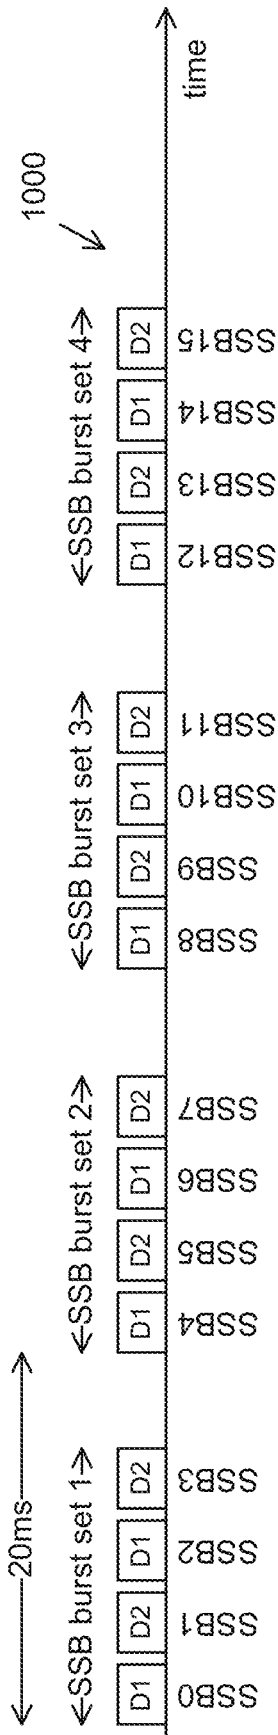 1000
20ms
SSB burst set 1 SSB burst set 2 SSB burst set 3 SSB burst set 4
D1 D2 D1 D2 D1 D2 D1 D2 D1 D2 D1 D2 D1 D2 D1 D2
SSB0 SSB1 SSB2 SSB3 SSB4 SSB5 SSB6 SSB7 SSB8 SSB9 SSB10 SSB11 SSB12 SSB13 SSB14 SSB15
time